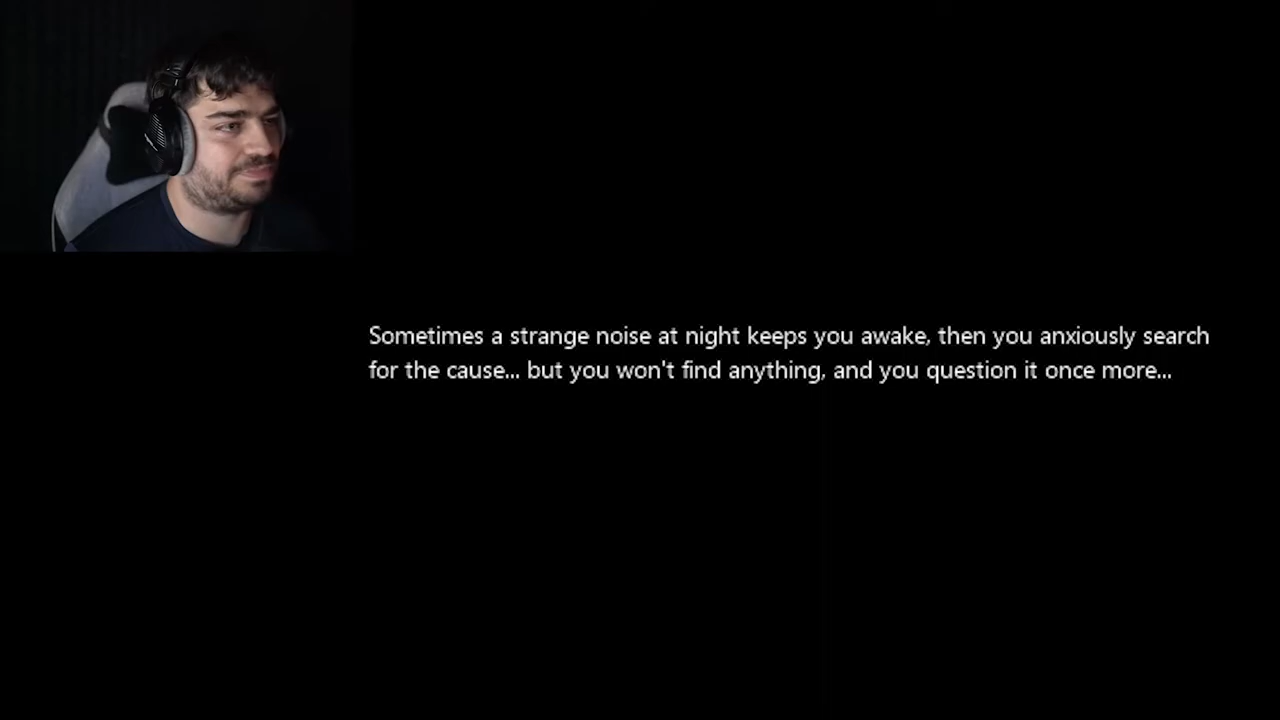 Sometimes a strange noise at night keeps you awake, then you anxiously search
for the cause... but you won't find anything, and you question it once more...